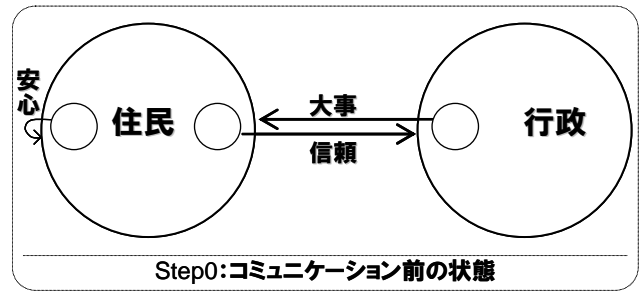 安心
住民
大事
信頼
行政
Step0:コミュニケーション前の状態